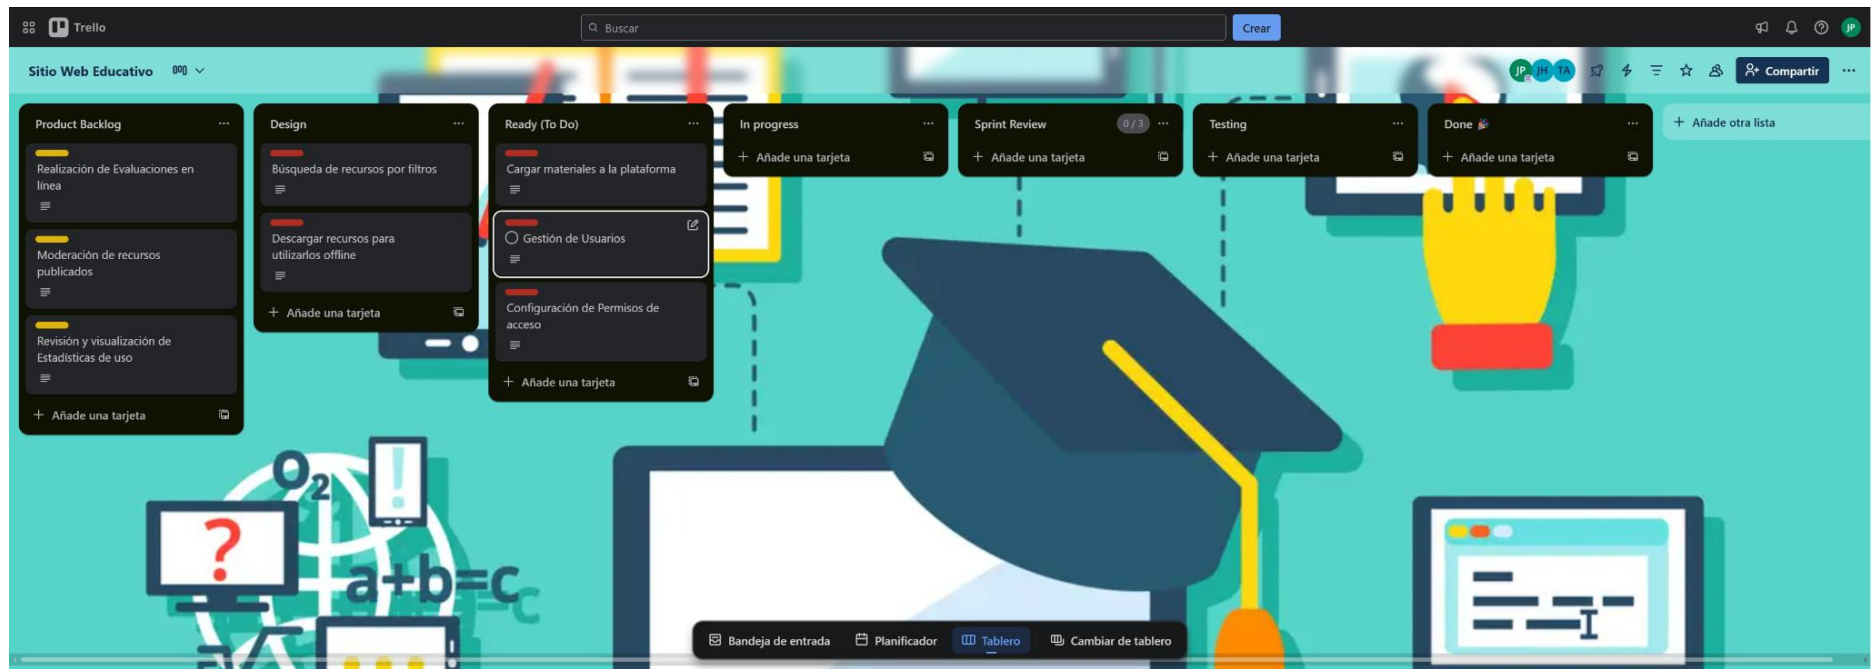 Trello
Buscar
Crear
JP
Sitio Web Educativo
JP JH TA
Compartir
Product Backlog
Realización de Evaluaciones en
línea
Moderación de recursos
publicados
Revisión y visualización de
Estadísticas de uso
+ Añade una tarjeta
Design
Búsqueda de recursos por filtros
Descargar recursos para
utilizarlos offline
+ Añade una tarjeta
Ready (To Do)
Cargar materiales a la plataforma
Gestión de Usuarios
Configuración de Permisos de
acceso
+ Añade una tarjeta
In progress
+ Añade una tarjeta
Sprint Review 0 / 3
+ Añade una tarjeta
Testing
+ Añade una tarjeta
Done 🎉
+ Añade una tarjeta
+ Añade otra lista
O2
?
!
a+b=c
Bandeja de entrada Planificador Tablero Cambiar de tablero